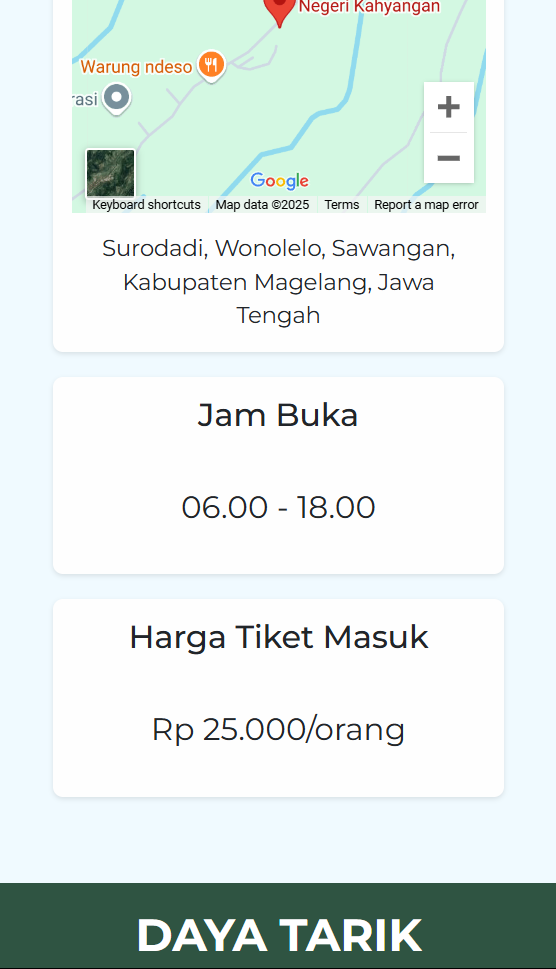 Negeri Kahyangan
Warung ndeso
rasi
Google
Keyboard shortcuts Map data ©2025 Terms Report a map error
Surodadi, Wonolelo, Sawangan,
Kabupaten Magelang, Jawa
Tengah
Jam Buka
06.00 - 18.00
Harga Tiket Masuk
Rp 25.000/orang
DAYA TARIK